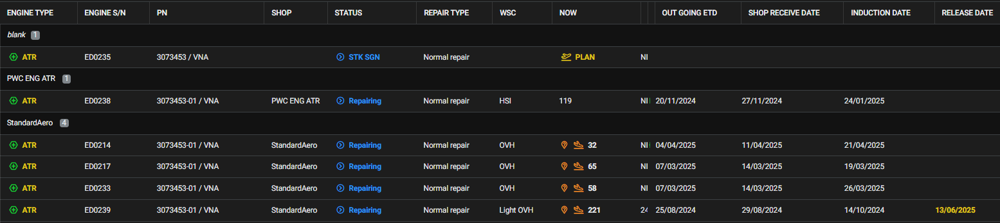 ENGINE TYPE ENGINE S/N PN SHOP STATUS REPAIR TYPE WSC NOW OUT GOING ETD SHOP RECEIVE DATE INDUCTION DATE RELEASE DATE
blank 1
ATR ED0235 3073453 / VNA STK SGN Normal repair PLAN NI
PWC ENG ATR 1
ATR ED0238 3073453-01 / VNA PWC ENG ATR Repairing Normal repair HSI 119 NI 20/11/2024 27/11/2024 24/01/2025
StandardAero 4
ATR ED0214 3073453-01 / VNA StandardAero Repairing Normal repair OVH 32 NI 04/04/2025 11/04/2025 21/04/2025
ATR ED0217 3073453-01 / VNA StandardAero Repairing Normal repair OVH 65 NI 07/03/2025 14/03/2025 19/03/2025
ATR ED0233 3073453-01 / VNA StandardAero Repairing Normal repair OVH 58 NI 07/03/2025 14/03/2025 26/03/2025
ATR ED0239 3073453-01 / VNA StandardAero Repairing Normal repair Light OVH 221 24 25/08/2024 29/08/2024 14/10/2024 13/06/2025